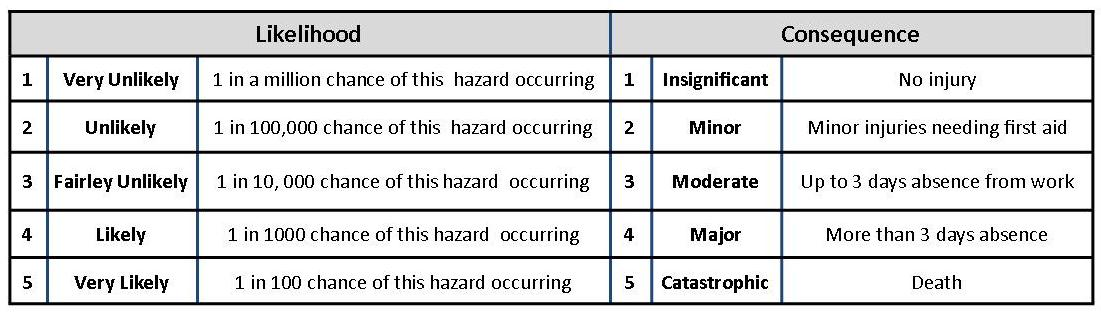 Likelihood Consequence
1 Very Unlikely 1 in a million chance of this hazard occurring 1 Insignificant No injury
2 Unlikely 1 in 100,000 chance of this hazard occurring 2 Minor Minor injuries needing first aid
3 Fairley Unlikely 1 in 10, 000 chance of this hazard occurring 3 Moderate Up to 3 days absence from work
4 Likely 1 in 1000 chance of this hazard occurring 4 Major More than 3 days absence
5 Very Likely 1 in 100 chance of this hazard occurring 5 Catastrophic Death